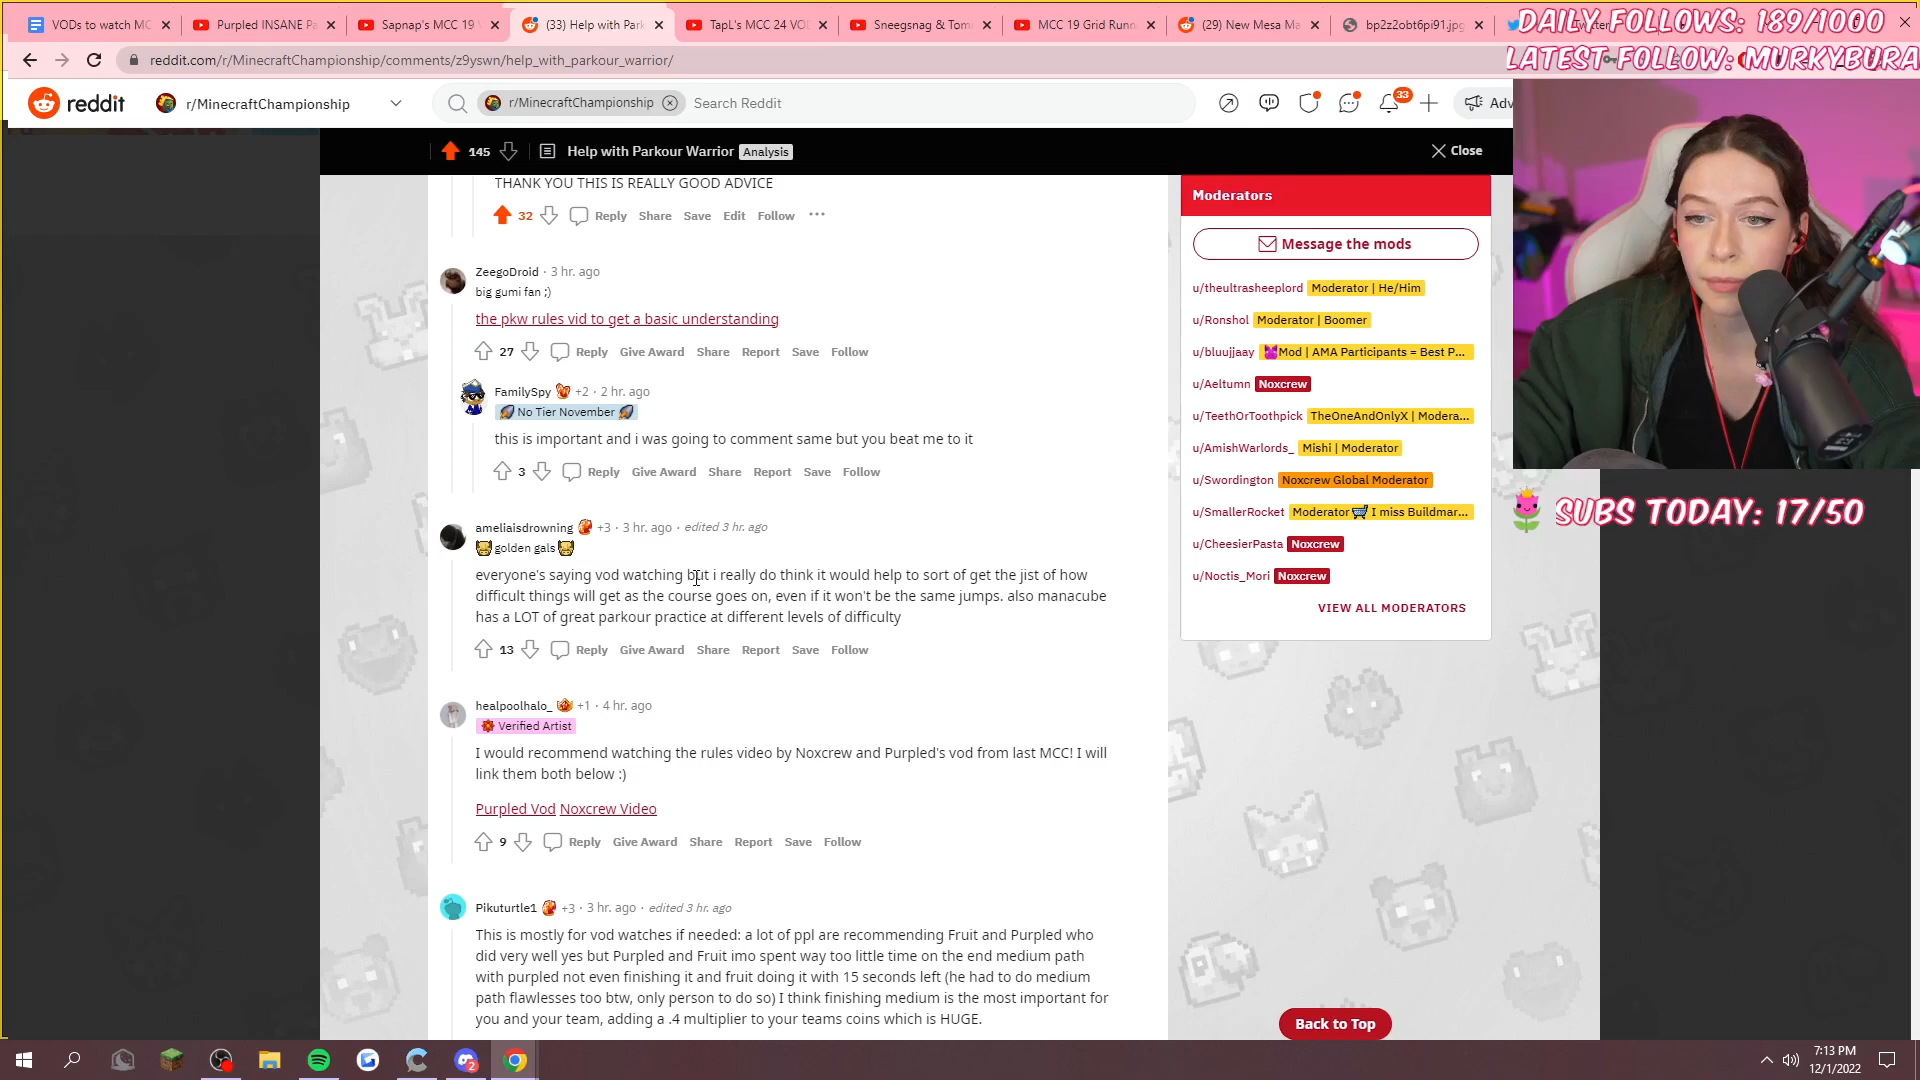 VODs to watch MC
Purpled INSANE Pa
Sapnap's MCC 19
(33) Help with Park
TapL's MCC 24 VO
Sneegsnag & Tom
MCC 19 Grid Runn
(29) New Mesa Ma
bp2z2obt6pi91.jpg
DAILY FOLLOWS: 189/1000
LATEST FOLLOW: MURKYBURA
reddit.com/r/MinecraftChampionship/comments/z9yswn/help_with_parkour_warrior/
reddit
r/MinecraftChampionship
r/MinecraftChampionship
Search Reddit
33
Adv
145
Help with Parkour Warrior
Analysis
Close
THANK YOU THIS IS REALLY GOOD ADVICE
32 Reply Share Save Edit Follow ...
ZeegoDroid · 3 hr. ago
big gumi fan ;)
the pkw rules vid to get a basic understanding
27 Reply Give Award Share Report Save Follow
FamilySpy +2 · 2 hr. ago
No Tier November
this is important and i was going to comment same but you beat me to it
3 Reply Give Award Share Report Save Follow
ameliaisdrowning +3 · 3 hr. ago · edited 3 hr. ago
golden gals
everyone's saying vod watching but i really do think it would help to sort of get the jist of how
difficult things will get as the course goes on, even if it won't be the same jumps. also manacube
has a LOT of great parkour practice at different levels of difficulty
13 Reply Give Award Share Report Save Follow
healpoolhalo_ +1 · 4 hr. ago
Verified Artist
I would recommend watching the rules video by Noxcrew and Purpled's vod from last MCC! I will
link them both below :)
Purpled Vod Noxcrew Video
9 Reply Give Award Share Report Save Follow
Pikuturtle1 +3 · 3 hr. ago · edited 3 hr. ago
This is mostly for vod watches if needed: a lot of ppl are recommending Fruit and Purpled who
did very well yes but Purpled and Fruit imo spent way too little time on the end medium path
with purpled not even finishing it and fruit doing it with 15 seconds left (he had to do medium
path flawlesses too btw, only person to do so) I think finishing medium is the most important for
you and your team, adding a .4 multiplier to your teams coins which is HUGE.
Moderators
Message the mods
u/theultrasheeplord Moderator | He/Him
u/Ronshol Moderator | Boomer
u/bluujjaay Mod | AMA Participants = Best P...
u/Aeltumn Noxcrew
u/TeethOrToothpick TheOneAndOnlyX | Modera...
u/AmishWarlords_ Mishi | Moderator
u/Swordington Noxcrew Global Moderator
u/SmallerRocket Moderator I miss Buildmar...
u/CheesierPasta Noxcrew
u/Noctis_Mori Noxcrew
VIEW ALL MODERATORS
Back to Top
SUBS TODAY: 17/50
2
7:13 PM
12/1/2022